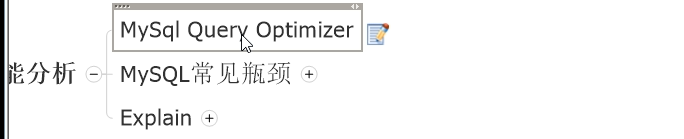 MySql Query Optimizer
能分析
MySQL常见瓶颈
Explain